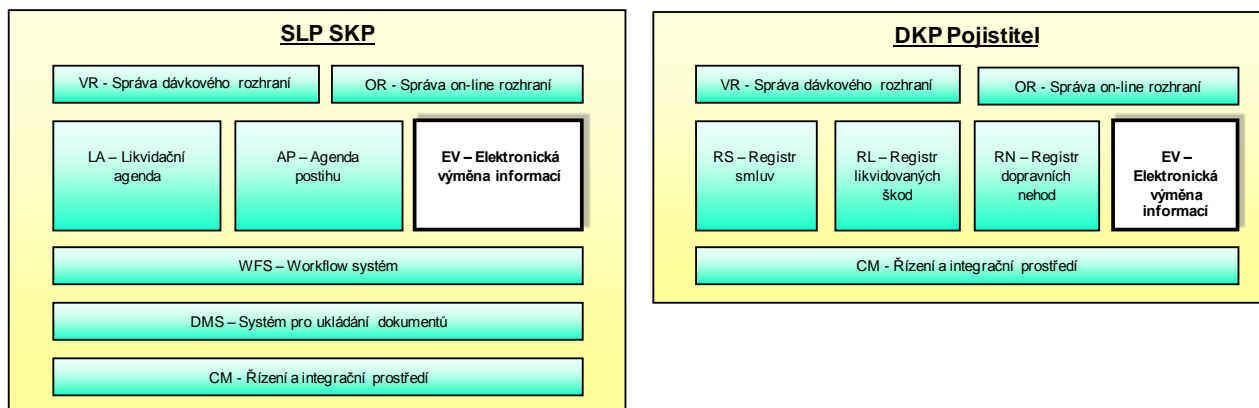 SLP SKP
VR - Správa dávkového rozhraní
OR - Správa on-line rozhraní
LA – Likvidační
agenda
AP – Agenda
postihu
EV – Elektronická
výměna informací
WFS – Workflow systém
DMS – Systém pro ukládání dokumentů
CM - Řízení a integrační prostředí
DKP Pojistitel
VR - Správa dávkového rozhraní
OR - Správa on-line rozhraní
RS – Registr
smluv
RL – Registr
likvidovaných
škod
RN – Registr
dopravních
nehod
EV –
Elektronická
výměna
informací
CM - Řízení a integrační prostředí